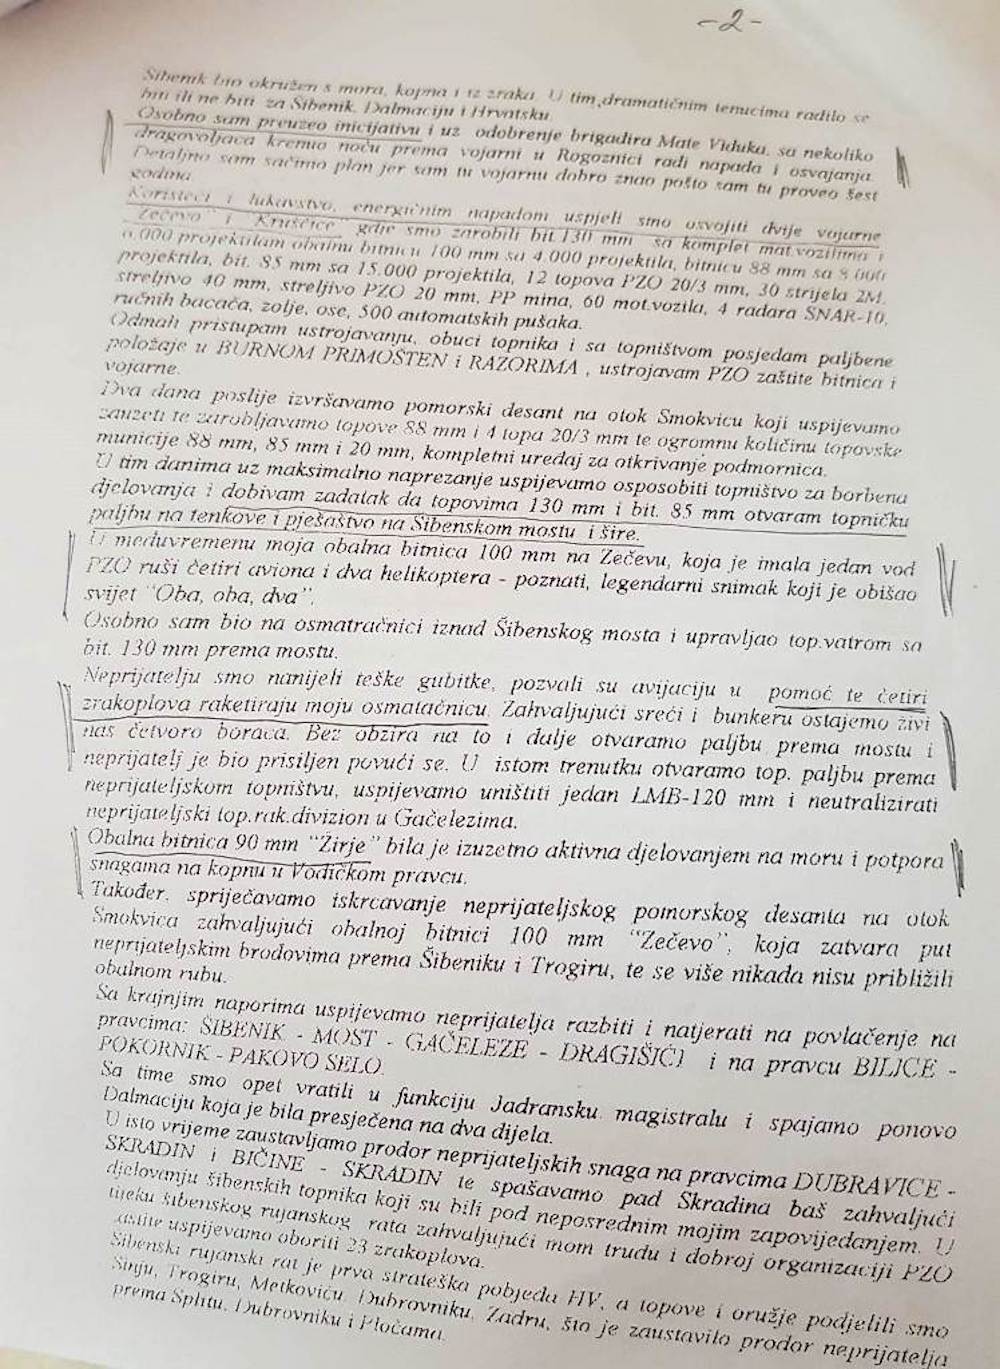 -2-
Šibenik bio okružen s mora, kopna i iz zraka. U tim dramatičnim tenucima radilo se
biti ili ne biti za Šibenik, Dalmaciju i Hrvatsku.
Osobno sam preuzeo inicijativu i uz odobrenje brigadira Mate Viduka, sa nekoliko
dragovoljaca krenuo noću prema vojarni u Rogoznici radi napada i osvajanja.
Detaljno sam sačinio plan jer sam tu vojarnu dobro znao pošto sam tu proveo šest
godina.
Koristeći i lukavstvo, energičnim napadom uspjeli smo osvojiti dvije vojarne
"Zečevo" i "Kruščice" gdje smo zarobili bit.130 mm sa komplet mat.vozilima i
6.000 projektilam obalnu bitnicu 100 mm sa 4.000 projektila, bitnicu 88 mm sa 8.000
projektila, bit. 85 mm sa 15.000 projektila, 12 topova PZO 20/3 mm, 30 strijela 2M,
streljivo 40 mm, streljivo PZO 20 mm, PP mina, 60 mot.vozila, 4 radara SNAR-10,
ručnih bacača, zolje, ose, 500 automatskih pušaka.
Odmah pristupam ustrojavanju, obuci topnika i sa topništvom posjedam paljbene
položaje u BURNOM PRIMOŠTEN i RAZORIMA , ustrojavam PZO zaštite bitnica i
vojarne.
Dva dana poslije izvršavamo pomorski desant na otok Smokvicu koji uspijevamo
zauzeti te zarobljavamo topove 88 mm i 4 topa 20/3 mm te ogromnu količinu topovske
municije 88 mm, 85 mm i 20 mm, kompletni uređaj za otkrivanje podmornica.
U tim danima uz maksimalno naprezanje uspijevamo osposobiti topništvo za borbena
djelovanja i dobivam zadatak da topovima 130 mm i bit. 85 mm otvaram topničku
paljbu na tenkove i pješaštvo na Šibenskom mostu i šire.
U međuvremenu moja obalna bitnica 100 mm na Zečevu, koja je imala jedan vod
PZO ruši četiri aviona i dva helikoptera - poznati, legendarni snimak koji je obišao
svijet "Oba, oba, dva".
Osobno sam bio na osmatračnici iznad Šibenskog mosta i upravljao top.vatrom sa
bit. 130 mm prema mostu.
Neprijatelju smo nanijeli teške gubitke, pozvali su avijaciju u pomoć te četiri
zrakoplova raketiraju moju osmatačnicu. Zahvaljujući sreći i bunkeru ostajemo živi
nas četvoro boraca. Bez obzira na to i dalje otvaramo paljbu prema mostu i
neprijatelj je bio prisiljen povući se. U istom trenutku otvaramo top. paljbu prema
neprijateljskom topništvu, uspijevamo uništiti jedan LMB-120 mm i neutralizirati
neprijateljski top.rak.divizion u Gačelezima.
Obalna bitnica 90 mm "Žirje" bila je izuzetno aktivna djelovanjem na moru i potpora
snagama na kopnu u Vodičkom pravcu.
Također, spriječavamo iskrcavanje neprijateljskog pomorskog desanta na otok
Smokvica zahvaljujući obalnoj bitnici 100 mm "Zečevo", koja zatvara put
neprijateljskim brodovima prema Šibeniku i Trogiru, te se više nikada nisu približili
obalnom rubu.
Sa krajnjim naporima uspijevamo neprijatelja razbiti i natjerati na povlačenje na
pravcima: ŠIBENIK - MOST - GAČELEZE - DRAGIŠIĆI i na pravcu BILICE -
POKORNIK - PAKOVO SELO.
Sa time smo opet vratili u funkciju Jadransku magistralu i spajamo ponovo
Dalmaciju koja je bila presječena na dva dijela.
U isto vrijeme zaustavljamo prodor neprijateljskih snaga na pravcima DUBRAVICE -
SKRADIN i BIČINE - SKRADIN te spašavamo pad Skradina baš zahvaljući
djelovanju šibenskih topnika koji su bili pod neposrednim mojim zapovijedanjem. U
tijeku šibenskog rujanskog rata zahvaljujući mom trudu i dobroj organizaciji PZO
zaštite uspijevamo oboriti 23 zrakoplova.
Šibenski rujanski rat je prva strateška pobjeda HV, a topove i oružje podjelili smo
Sinju, Trogiru, Metkoviću, Dubrovniku, Zadru, što je zaustavilo prodor neprijatelja
prema Splitu, Dubrovniku i Pločama.